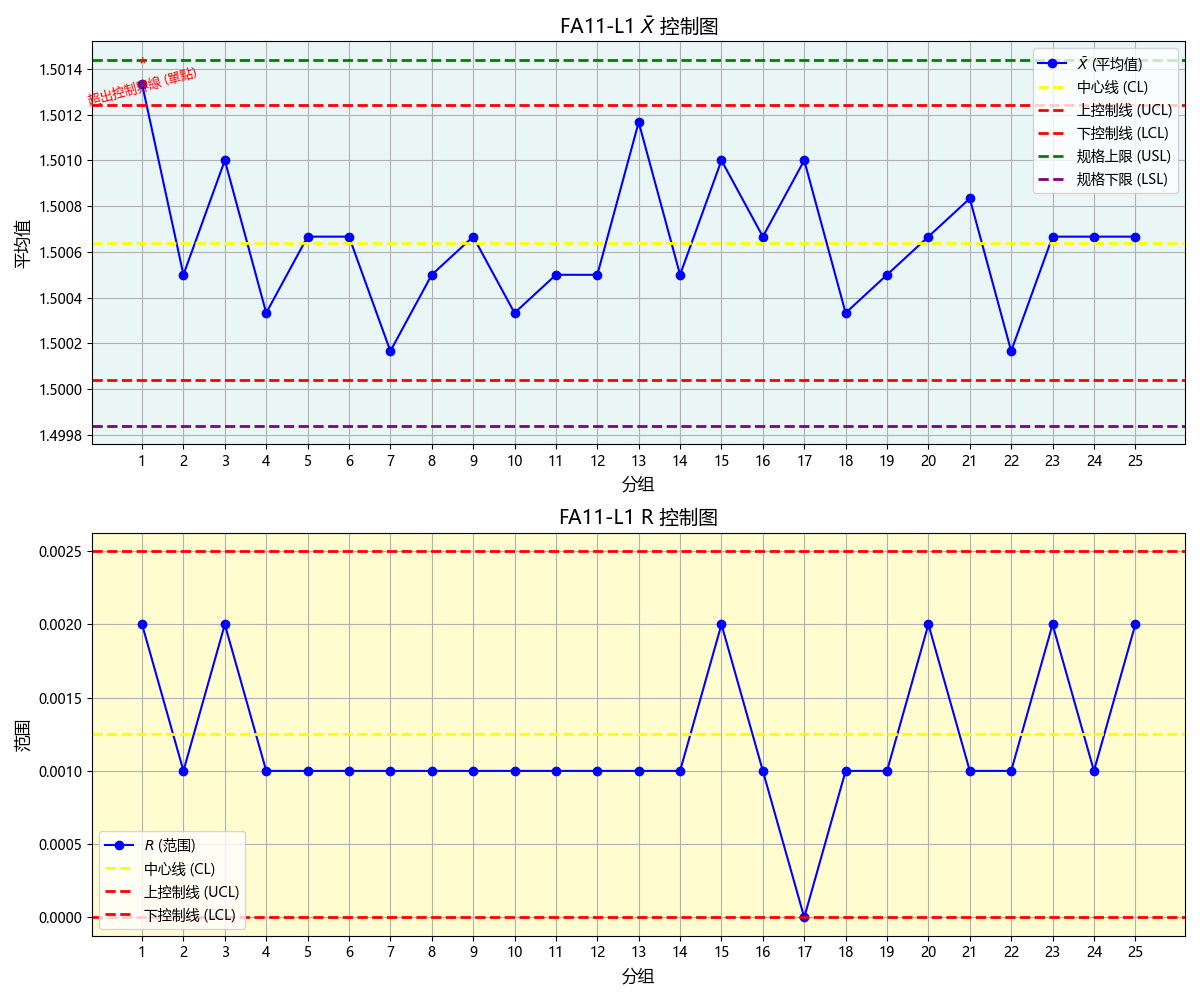 FA11-L1 X̄ 控制图
1.5014
1.5012
1.5010
1.5008
1.5006
1.5004
1.5002
1.5000
1.4998
平均值
超出控制界線 (單點)
X̄ (平均值)
中心线 (CL)
上控制线 (UCL)
下控制线 (LCL)
规格上限 (USL)
规格下限 (LSL)
1 2 3 4 5 6 7 8 9 10 11 12 13 14 15 16 17 18 19 20 21 22 23 24 25
分组
FA11-L1 R 控制图
0.0025
0.0020
0.0015
0.0010
0.0005
0.0000
范围
R (范围)
中心线 (CL)
上控制线 (UCL)
下控制线 (LCL)
1 2 3 4 5 6 7 8 9 10 11 12 13 14 15 16 17 18 19 20 21 22 23 24 25
分组